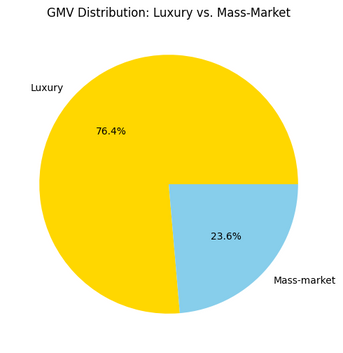 GMV Distribution: Luxury vs. Mass-Market
Luxury
76.4%
23.6%
Mass-market